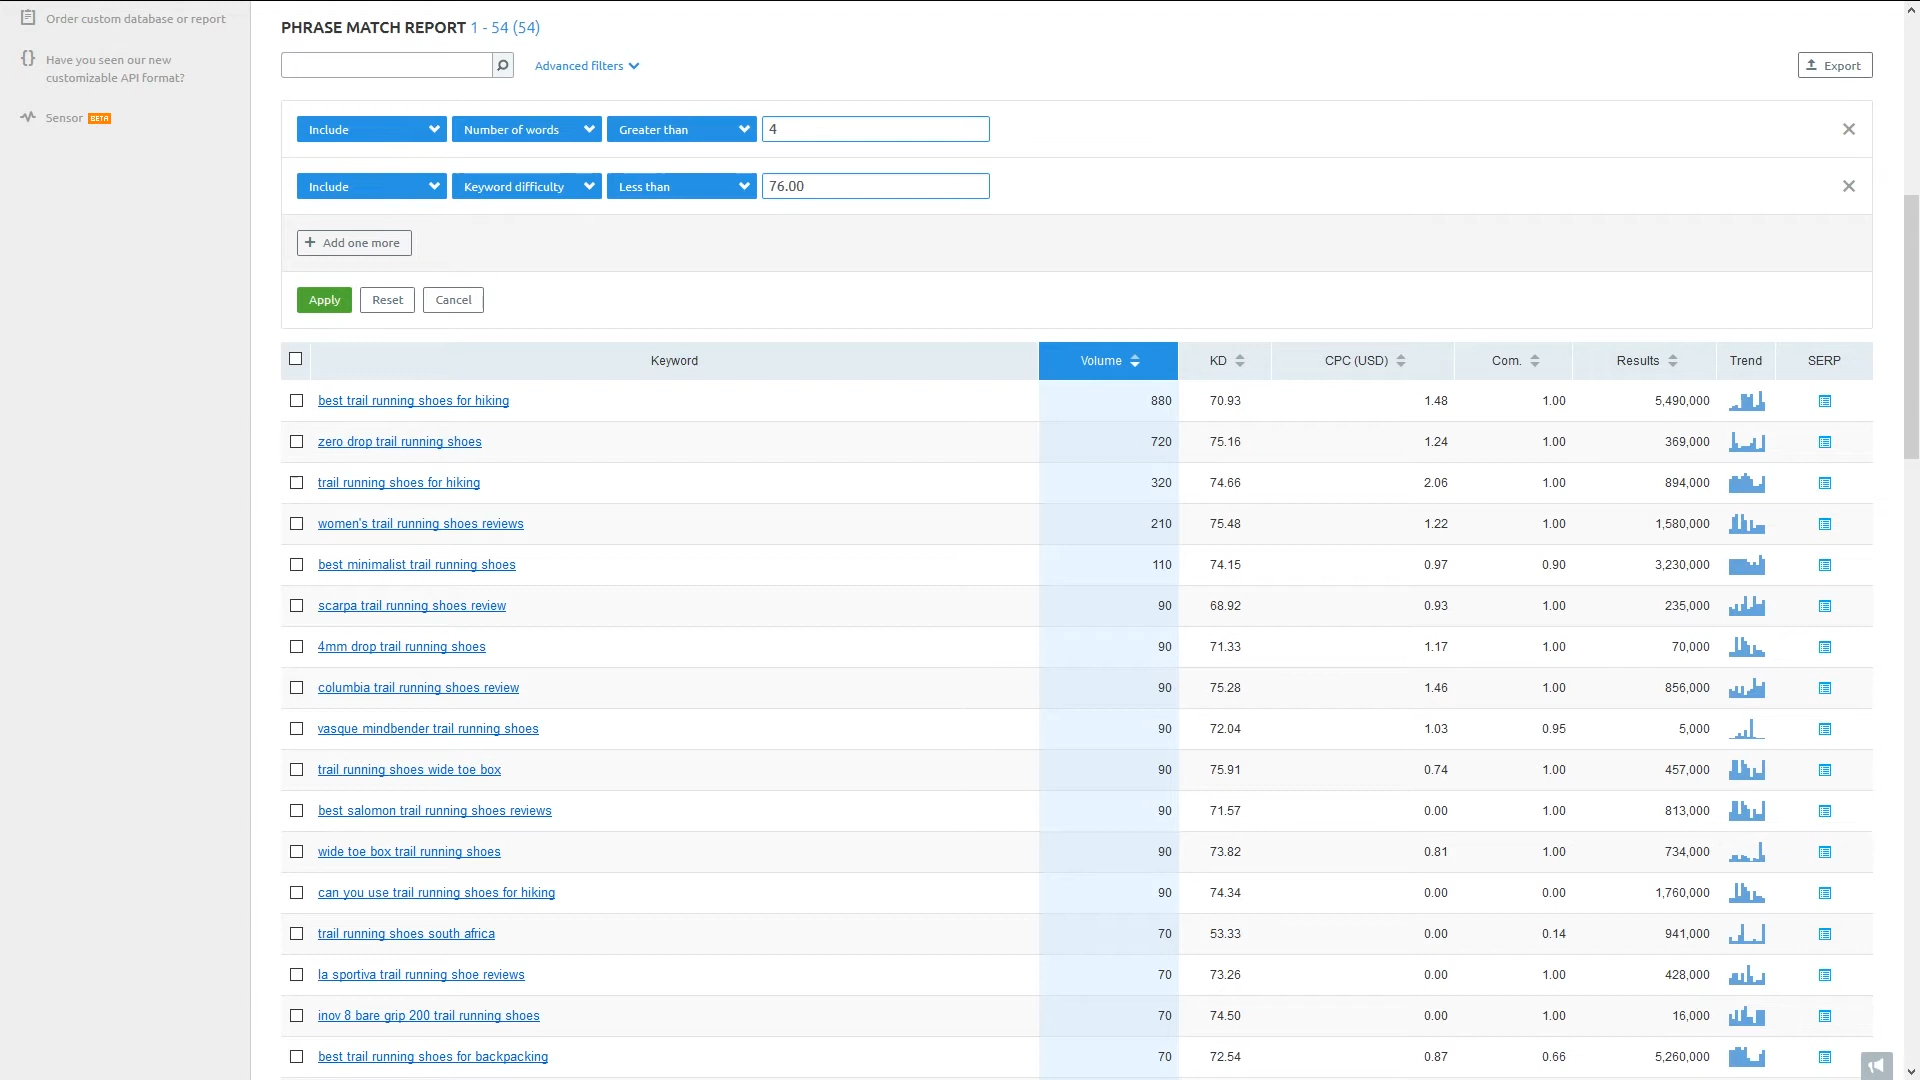 Order custom database or report
Have you seen our new
customizable API format?
Sensor BETA
PHRASE MATCH REPORT 1 - 54 (54)
Advanced filters
Export
Include Number of words Greater than 4
Include Keyword difficulty Less than 76.00
+ Add one more
Apply Reset Cancel
Keyword Volume KD CPC (USD) Com. Results Trend SERP
best trail running shoes for hiking 880 70.93 1.48 1.00 5,490,000
zero drop trail running shoes 720 75.16 1.24 1.00 369,000
trail running shoes for hiking 320 74.66 2.06 1.00 894,000
women's trail running shoes reviews 210 75.48 1.22 1.00 1,580,000
best minimalist trail running shoes 110 74.15 0.97 0.90 3,230,000
scarpa trail running shoes review 90 68.92 0.93 1.00 235,000
4mm drop trail running shoes 90 71.33 1.17 1.00 70,000
columbia trail running shoes review 90 75.28 1.46 1.00 856,000
vasque mindbender trail running shoes 90 72.04 1.03 0.95 5,000
trail running shoes wide toe box 90 75.91 0.74 1.00 457,000
best salomon trail running shoes reviews 90 71.57 0.00 1.00 813,000
wide toe box trail running shoes 90 73.82 0.81 1.00 734,000
can you use trail running shoes for hiking 90 74.34 0.00 0.00 1,760,000
trail running shoes south africa 70 53.33 0.00 0.14 941,000
la sportiva trail running shoe reviews 70 73.26 0.00 1.00 428,000
inov 8 bare grip 200 trail running shoes 70 74.50 0.00 1.00 16,000
best trail running shoes for backpacking 70 72.54 0.87 0.66 5,260,000